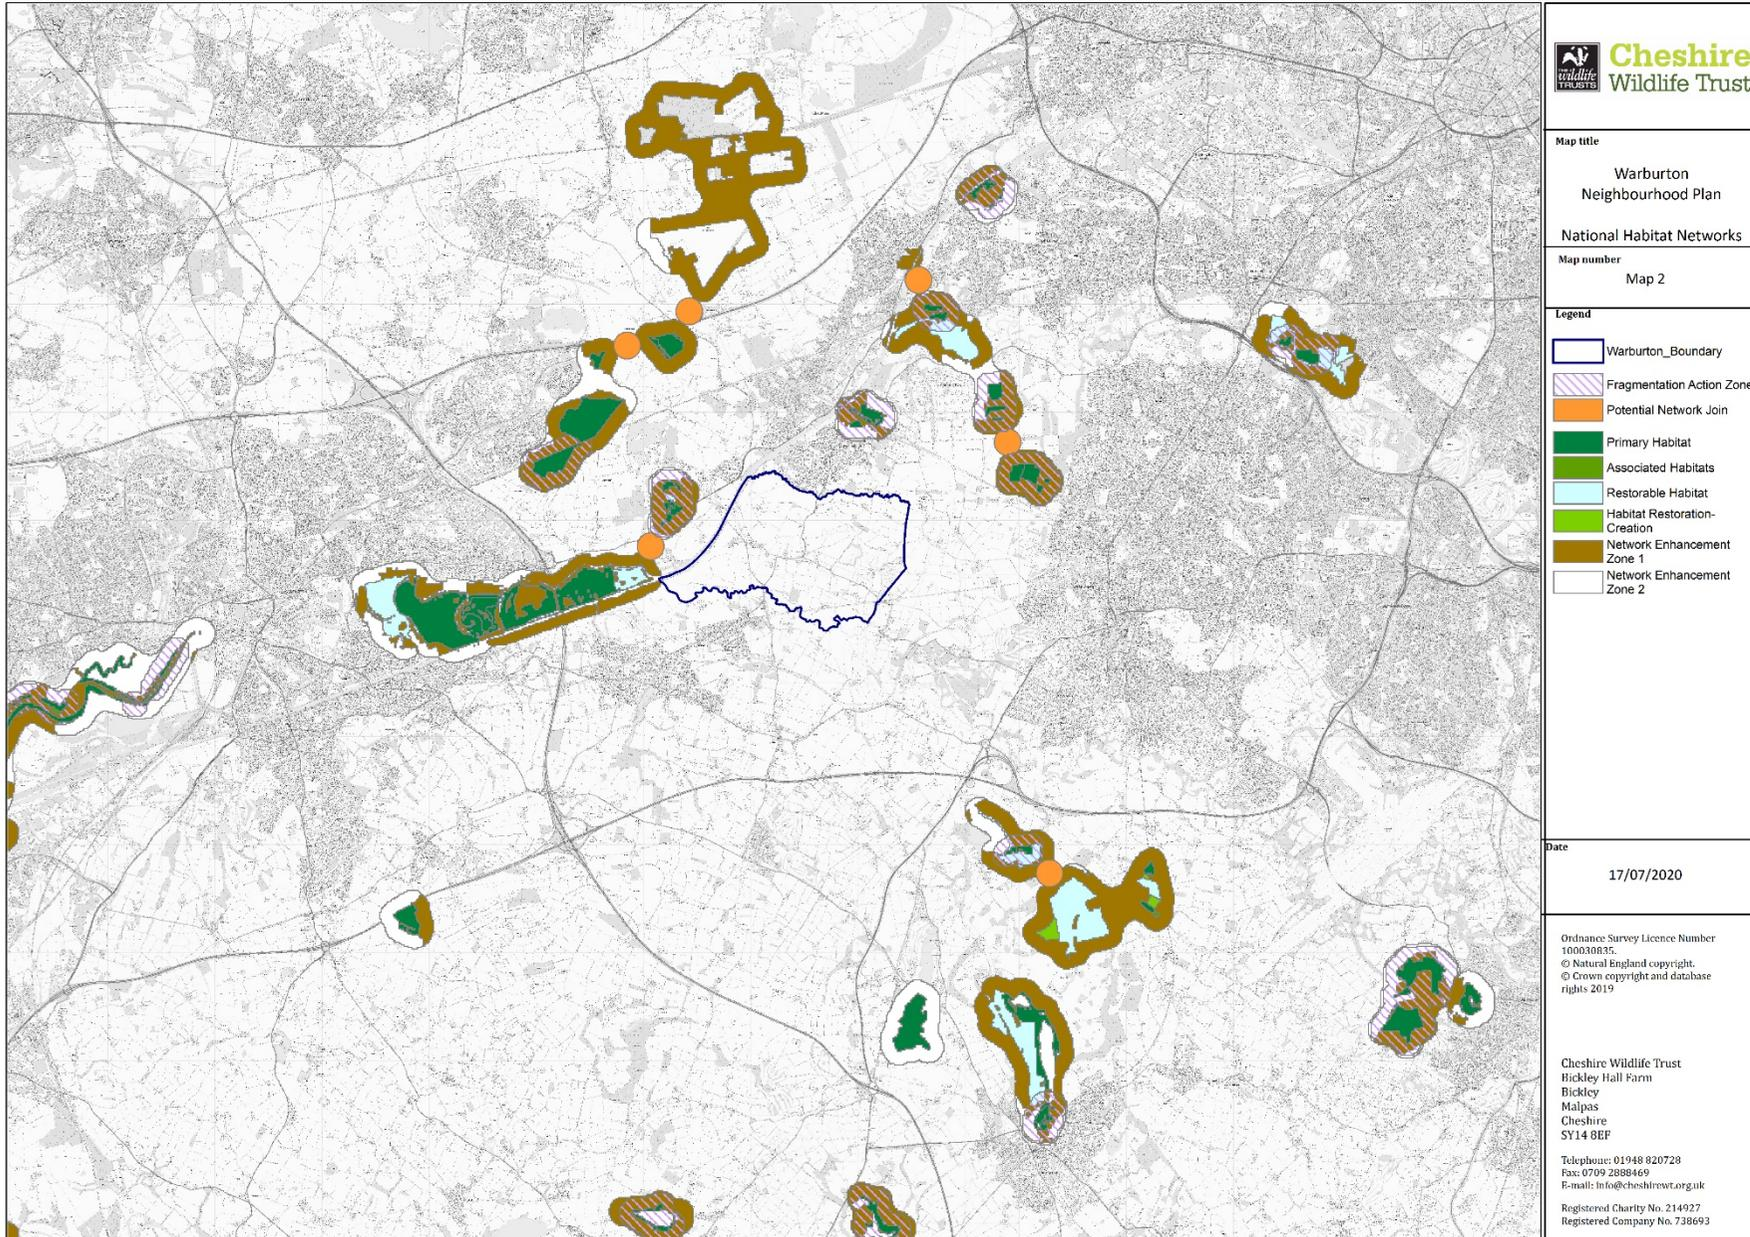 THE
wildlife
TRUSTS
Cheshire
Wildlife Trust
Map title
Warburton
Neighbourhood Plan
National Habitat Networks
Map number
Map 2
Legend
Warburton_Boundary
Fragmentation Action Zone
Potential Network Join
Primary Habitat
Associated Habitats
Restorable Habitat
Habitat Restoration-
Creation
Network Enhancement
Zone 1
Network Enhancement
Zone 2
Date
17/07/2020
Ordnance Survey Licence Number
100030835.
© Natural England copyright.
© Crown copyright and database
rights 2019
Cheshire Wildlife Trust
Bickley Hall Farm
Bickley
Malpas
Cheshire
SY14 8EF
Telephone: 01948 820728
Fax: 0709 2888469
E-mail: info@cheshirewt.org.uk
Registered Charity No. 214927
Registered Company No. 738693